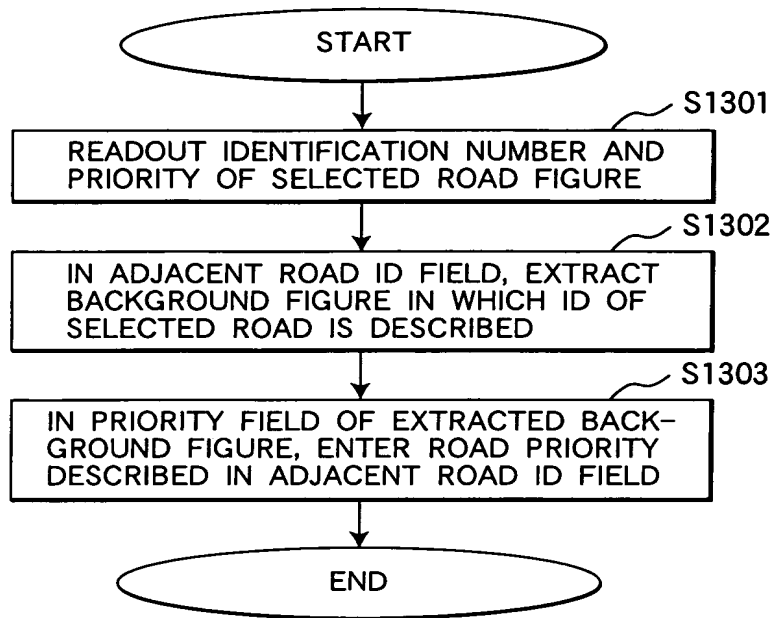 START
S1301
READOUT IDENTIFICATION NUMBER AND
PRIORITY OF SELECTED ROAD FIGURE
S1302
IN ADJACENT ROAD ID FIELD, EXTRACT
BACKGROUND FIGURE IN WHICH ID OF
SELECTED ROAD IS DESCRIBED
S1303
IN PRIORITY FIELD OF EXTRACTED BACK-
GROUND FIGURE, ENTER ROAD PRIORITY
DESCRIBED IN ADJACENT ROAD ID FIELD
END